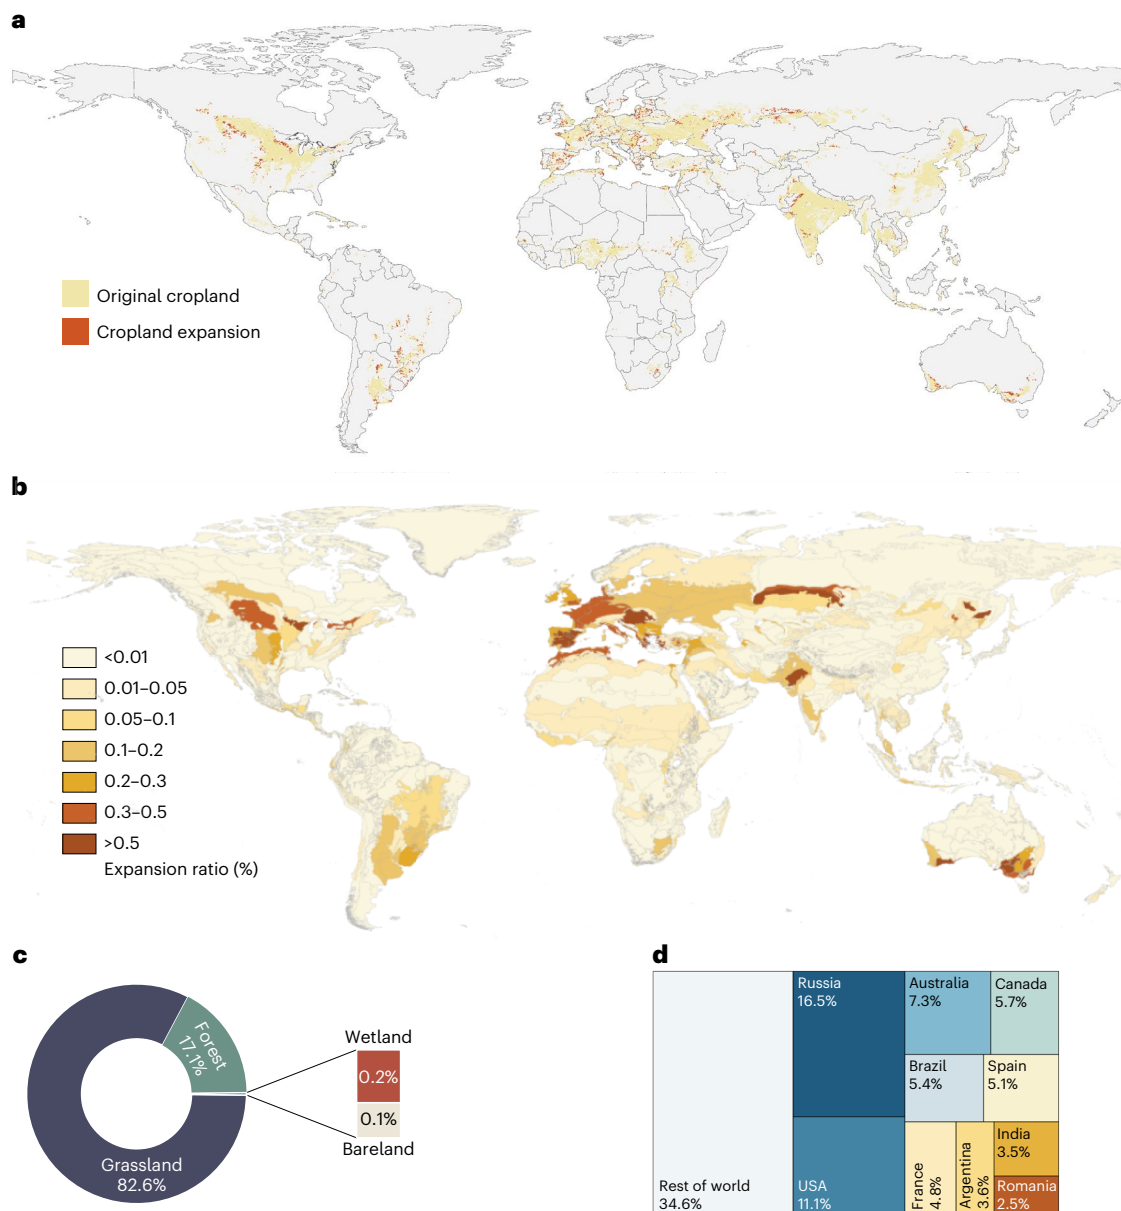 a
Original cropland
Cropland expansion
b
<0.01
0.01–0.05
0.05–0.1
0.1–0.2
0.2–0.3
0.3–0.5
>0.5
Expansion ratio (%)
c
Forest
17.1%
Wetland
0.2%
0.1%
Bareland
Grassland
82.6%
d
Rest of world
34.6%
Russia
16.5%
USA
11.1%
Australia
7.3%
Canada
5.7%
Brazil
5.4%
Spain
5.1%
France
4.8%
Argentina
3.6%
India
3.5%
Romania
2.5%